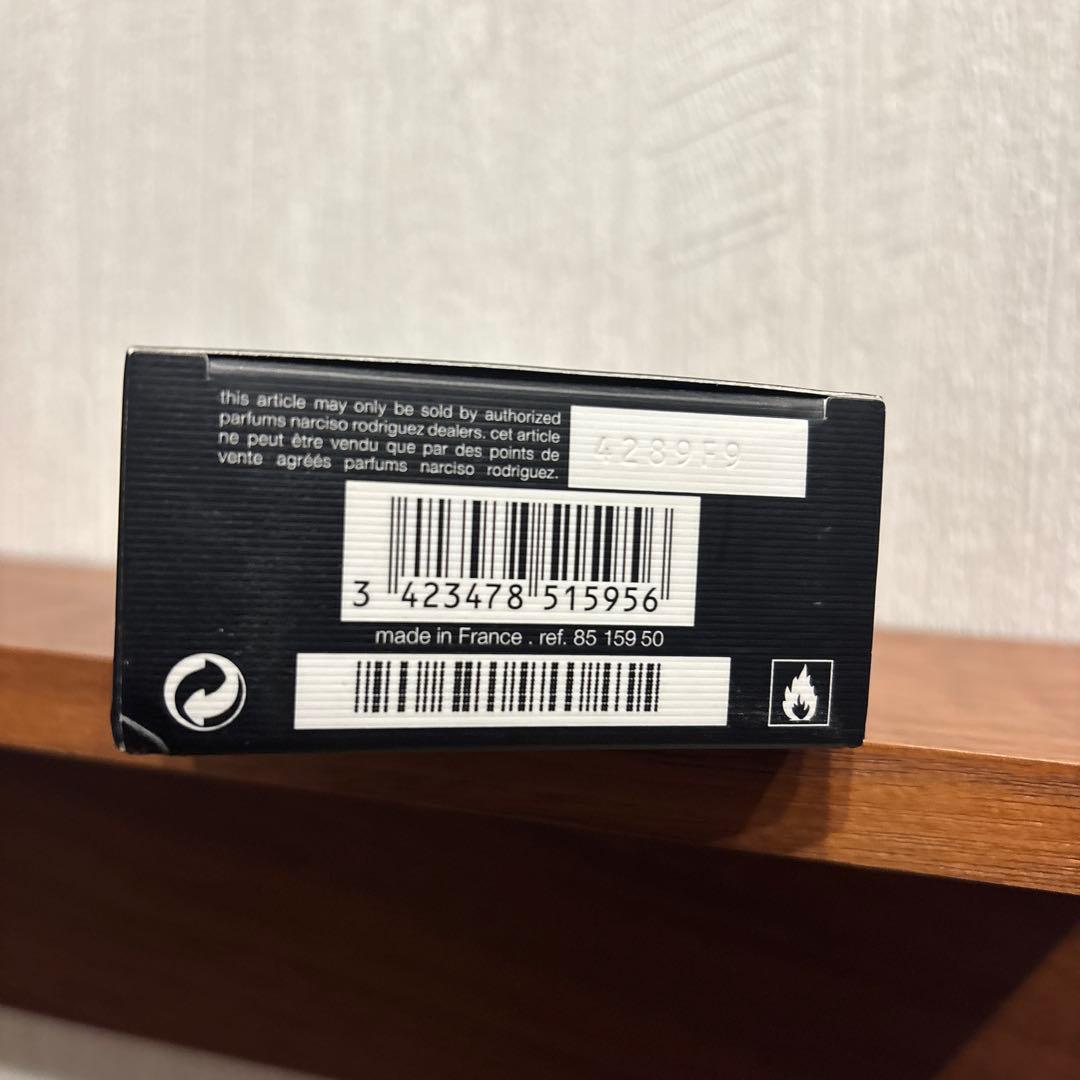 this article may only be sold by authorized
parfums narciso rodriguez dealers. cet article
ne peut être vendu que par des points de
vente agréés parfums narciso rodriguez.
4289F9
3 423478 515956
made in France . ref. 85 159 50